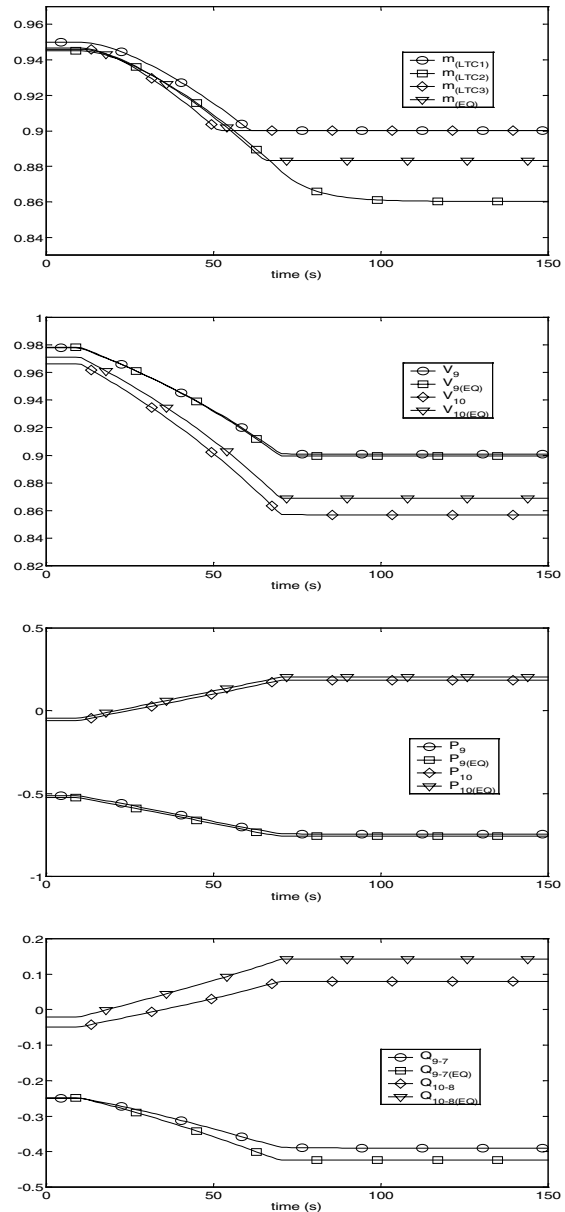 0.96
0.94
0.92
0.9
0.88
0.86
0.84
m(LTC1)
m(LTC2)
m(LTC3)
m(EQ)
0 50 100 150
time (s)
1
0.98
0.96
0.94
0.92
0.9
0.88
0.86
0.84
0.82
V9
V9(EQ)
V10
V10(EQ)
0 50 100 150
time (s)
0.5
0
-0.5
-1
P9
P9(EQ)
P10
P10(EQ)
0 50 100 150
time (s)
0.2
0.1
0
-0.1
-0.2
-0.3
-0.4
-0.5
Q9-7
Q9-7(EQ)
Q10-8
Q10-8(EQ)
0 50 100 150
time (s)